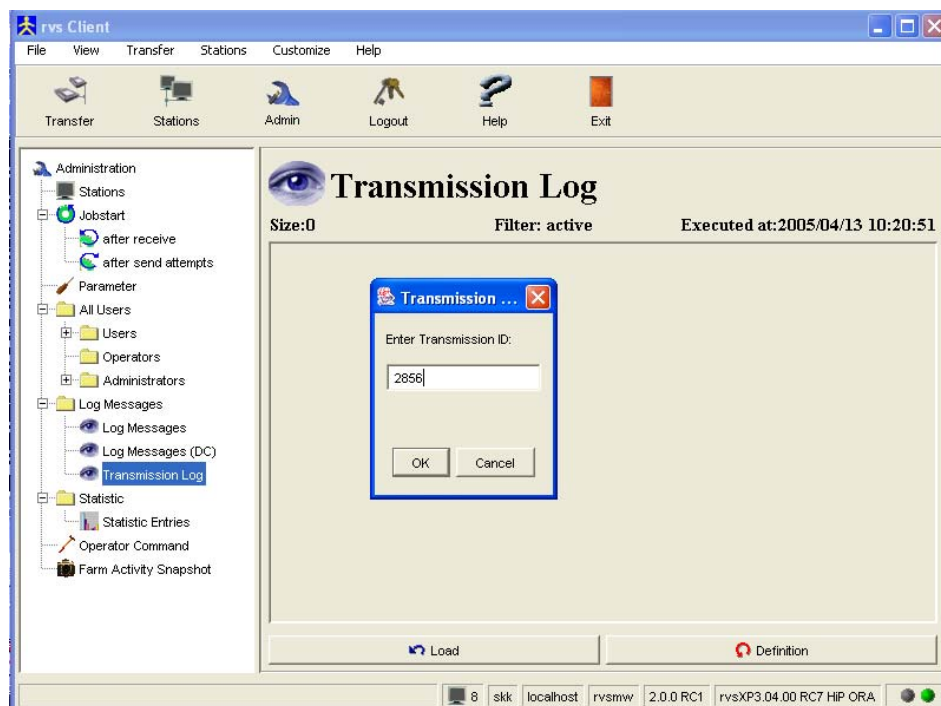 rvs Client
File View Transfer Stations Customize Help
Transfer Stations Admin Logout Help Exit
Administration
Stations
Jobstart
after receive
after send attempts
Parameter
All Users
Users
Operators
Administrators
Log Messages
Log Messages
Log Messages (DC)
Transmission Log
Statistic
Statistic Entries
Operator Command
Farm Activity Snapshot
Transmission Log
Size:0 Filter: active Executed at:2005/04/13 10:20:51
Transmission ...
Enter Transmission ID:
2856
OK Cancel
Load Definition
8 skk localhost rvsmw 2.0.0 RC1 rvsXP3.04.00 RC7 HiP ORA